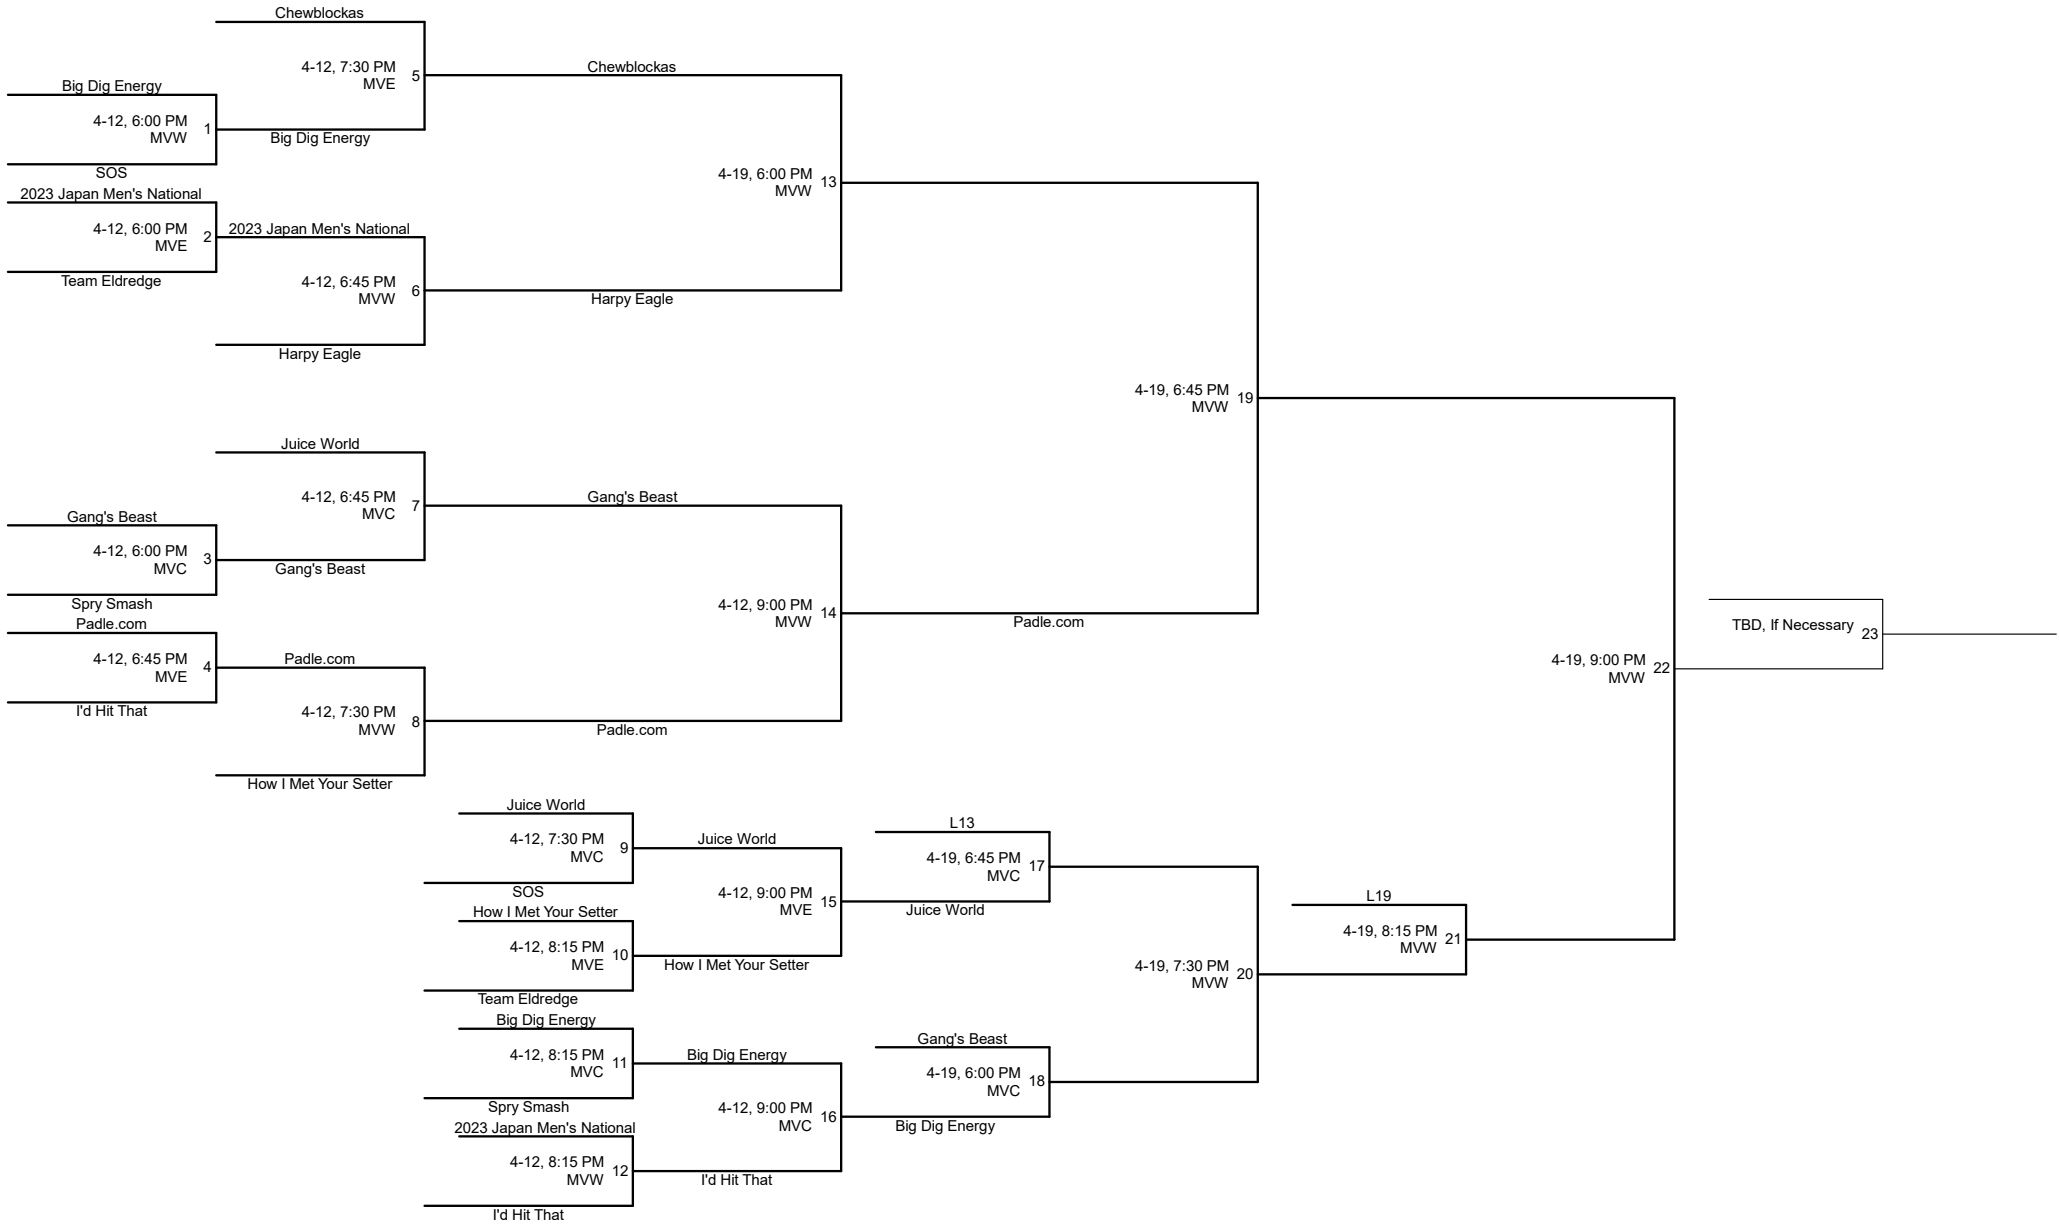 Chewblockas
4-12, 7:30 PM
MVE
5
Chewblockas
Big Dig Energy
4-12, 6:00 PM
MVW
1
Big Dig Energy
SOS
2023 Japan Men's National
4-12, 6:00 PM
MVE
2
2023 Japan Men's National
Team Eldredge
4-12, 6:45 PM
MVW
6
Harpy Eagle
Harpy Eagle
4-19, 6:00 PM
MVW
13
4-19, 6:45 PM
MVW
19
Juice World
4-12, 6:45 PM
MVC
7
Gang's Beast
Gang's Beast
4-12, 6:00 PM
MVC
3
Gang's Beast
Spry Smash
Padle.com
4-12, 6:45 PM
MVE
4
Padle.com
I'd Hit That
4-12, 7:30 PM
MVW
8
Padle.com
How I Met Your Setter
4-12, 9:00 PM
MVW
14
Padle.com
TBD, If Necessary
23
4-19, 9:00 PM
MVW
22
Juice World
4-12, 7:30 PM
MVC
9
Juice World
SOS
How I Met Your Setter
4-12, 8:15 PM
MVE
10
How I Met Your Setter
Team Eldredge
4-12, 9:00 PM
MVE
15
L13
4-19, 6:45 PM
MVC
17
Juice World
L19
4-19, 8:15 PM
MVW
21
4-19, 7:30 PM
MVW
20
Big Dig Energy
4-12, 8:15 PM
MVC
11
Big Dig Energy
Spry Smash
2023 Japan Men's National
4-12, 8:15 PM
MVW
12
I'd Hit That
I'd Hit That
4-12, 9:00 PM
MVC
16
Gang's Beast
4-19, 6:00 PM
MVC
18
Big Dig Energy